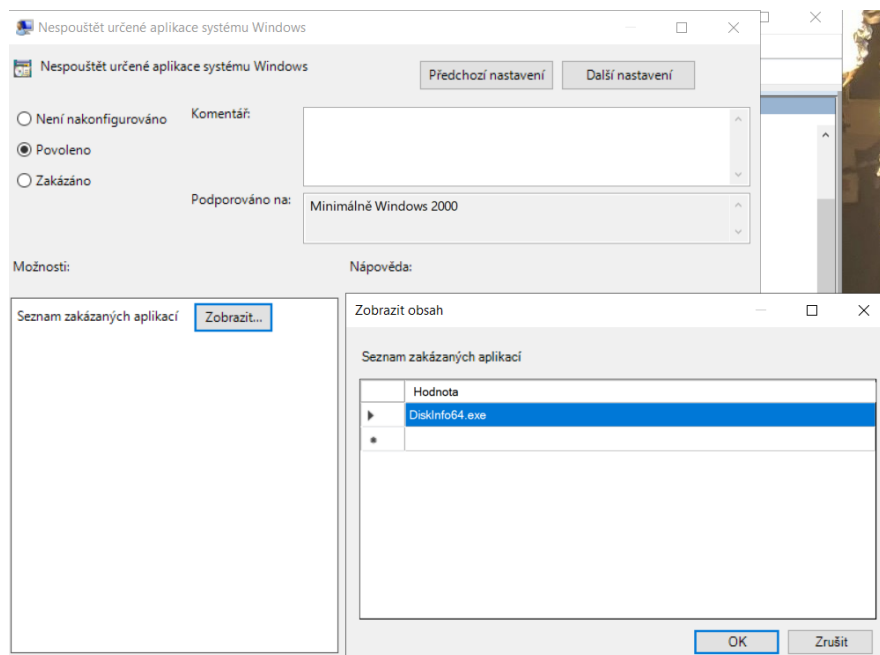 Nespouštět určené aplikace systému Windows
Nespouštět určené aplikace systému Windows
Předchozí nastavení
Další nastavení
Není nakonfigurováno
Komentář:
Povoleno
Zakázáno
Podporováno na:
Minimálně Windows 2000
Možnosti:
Nápověda:
Seznam zakázaných aplikací
Zobrazit...
Zobrazit obsah
Seznam zakázaných aplikací
Hodnota
DiskInfo64.exe
OK
Zrušit